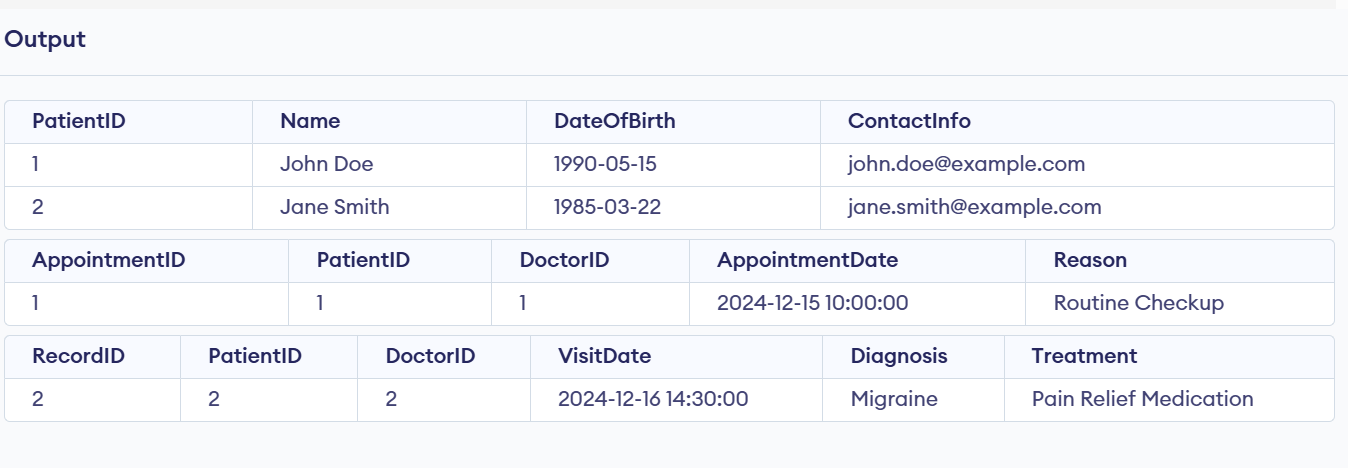 Output
PatientID Name DateOfBirth ContactInfo
1 John Doe 1990-05-15 john.doe@example.com
2 Jane Smith 1985-03-22 jane.smith@example.com
AppointmentID PatientID DoctorID AppointmentDate Reason
1 1 1 2024-12-15 10:00:00 Routine Checkup
RecordID PatientID DoctorID VisitDate Diagnosis Treatment
2 2 2 2024-12-16 14:30:00 Migraine Pain Relief Medication